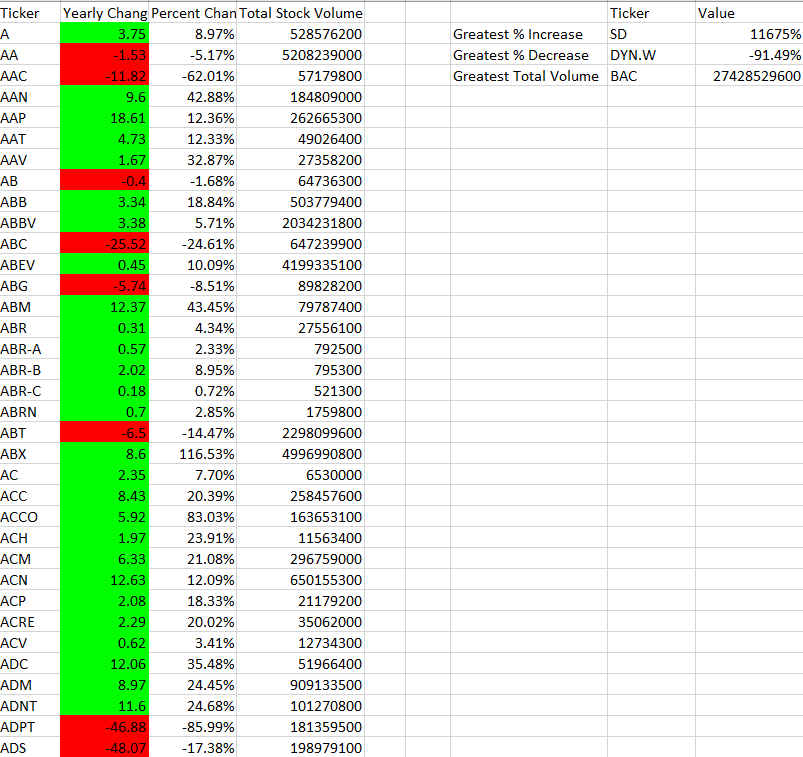 Ticker Yearly Chang Percent Chan Total Stock Volume Ticker Value
A 3.75 8.97% 528576200 Greatest % Increase SD 11675%
AA -1.53 -5.17% 5208239000 Greatest % Decrease DYN.W -91.49%
AAC -11.82 -62.01% 57179800 Greatest Total Volume BAC 27428529600
AAN 9.6 42.88% 184809000
AAP 18.61 12.36% 262665300
AAT 4.73 12.33% 49026400
AAV 1.67 32.87% 27358200
AB -0.4 -1.68% 64736300
ABB 3.34 18.84% 503779400
ABBV 3.38 5.71% 2034231800
ABC -25.52 -24.61% 647239900
ABEV 0.45 10.09% 4199335100
ABG -5.74 -8.51% 89828200
ABM 12.37 43.45% 79787400
ABR 0.31 4.34% 27556100
ABR-A 0.57 2.33% 792500
ABR-B 2.02 8.95% 795300
ABR-C 0.18 0.72% 521300
ABRN 0.7 2.85% 1759800
ABT -6.5 -14.47% 2298099600
ABX 8.6 116.53% 4996990800
AC 2.35 7.70% 6530000
ACC 8.43 20.39% 258457600
ACCO 5.92 83.03% 163653100
ACH 1.97 23.91% 11563400
ACM 6.33 21.08% 296759000
ACN 12.63 12.09% 650155300
ACP 2.08 18.33% 21179200
ACRE 2.29 20.02% 35062000
ACV 0.62 3.41% 12734300
ADC 12.06 35.48% 51966400
ADM 8.97 24.45% 909133500
ADNT 11.6 24.68% 101270800
ADPT -46.88 -85.99% 181359500
ADS -48.07 -17.38% 198979100